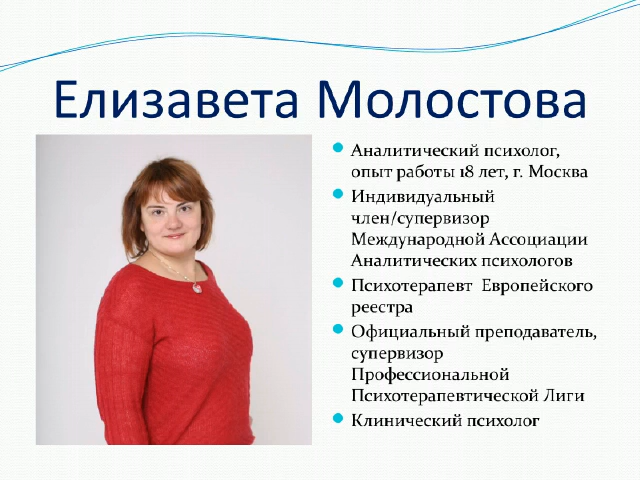 Елизавета Молостова
Аналитический психолог,
опыт работы 18 лет, г. Москва
Индивидуальный
член/супервизор
Международной Ассоциации
Аналитических психологов
Психотерапевт Европейского
реестра
Официальный преподаватель,
супервизор
Профессиональной
Психотерапевтической Лиги
Клинический психолог